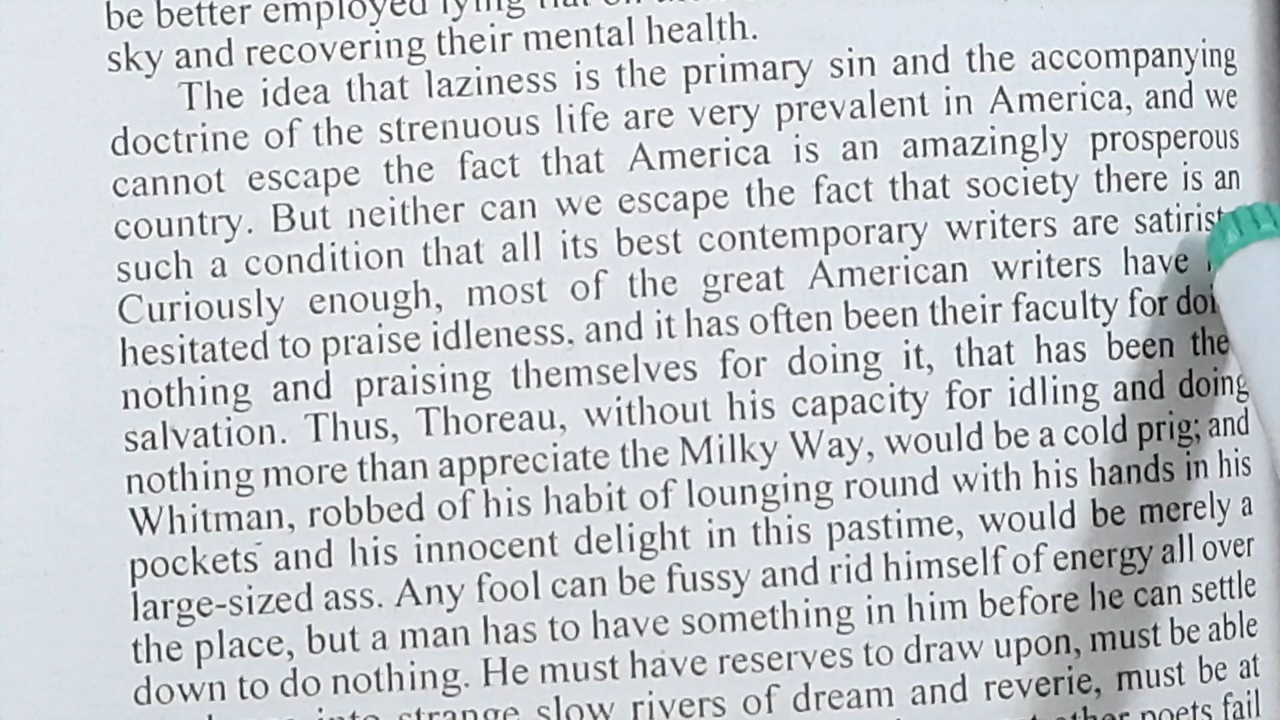 be better employed lying
sky and recovering their mental health.
The idea that laziness is the primary sin and the accompanying
doctrine of the strenuous life are very prevalent in America, and we
cannot escape the fact that America is an amazingly prosperous
country. But neither can we escape the fact that society there is an
such a condition that all its best contemporary writers are satirist
Curiously enough, most of the great American writers have
hesitated to praise idleness, and it has often been their faculty for doi
nothing and praising themselves for doing it, that has been the
salvation. Thus, Thoreau, without his capacity for idling and doing
nothing more than appreciate the Milky Way, would be a cold prig; and
Whitman, robbed of his habit of lounging round with his hands in his
pockets and his innocent delight in this pastime, would be merely a
large-sized ass. Any fool can be fussy and rid himself of energy all over
the place, but a man has to have something in him before he can settle
down to do nothing. He must have reserves to draw upon, must be able
strange slow rivers of dream and reverie, must be at
poets fail